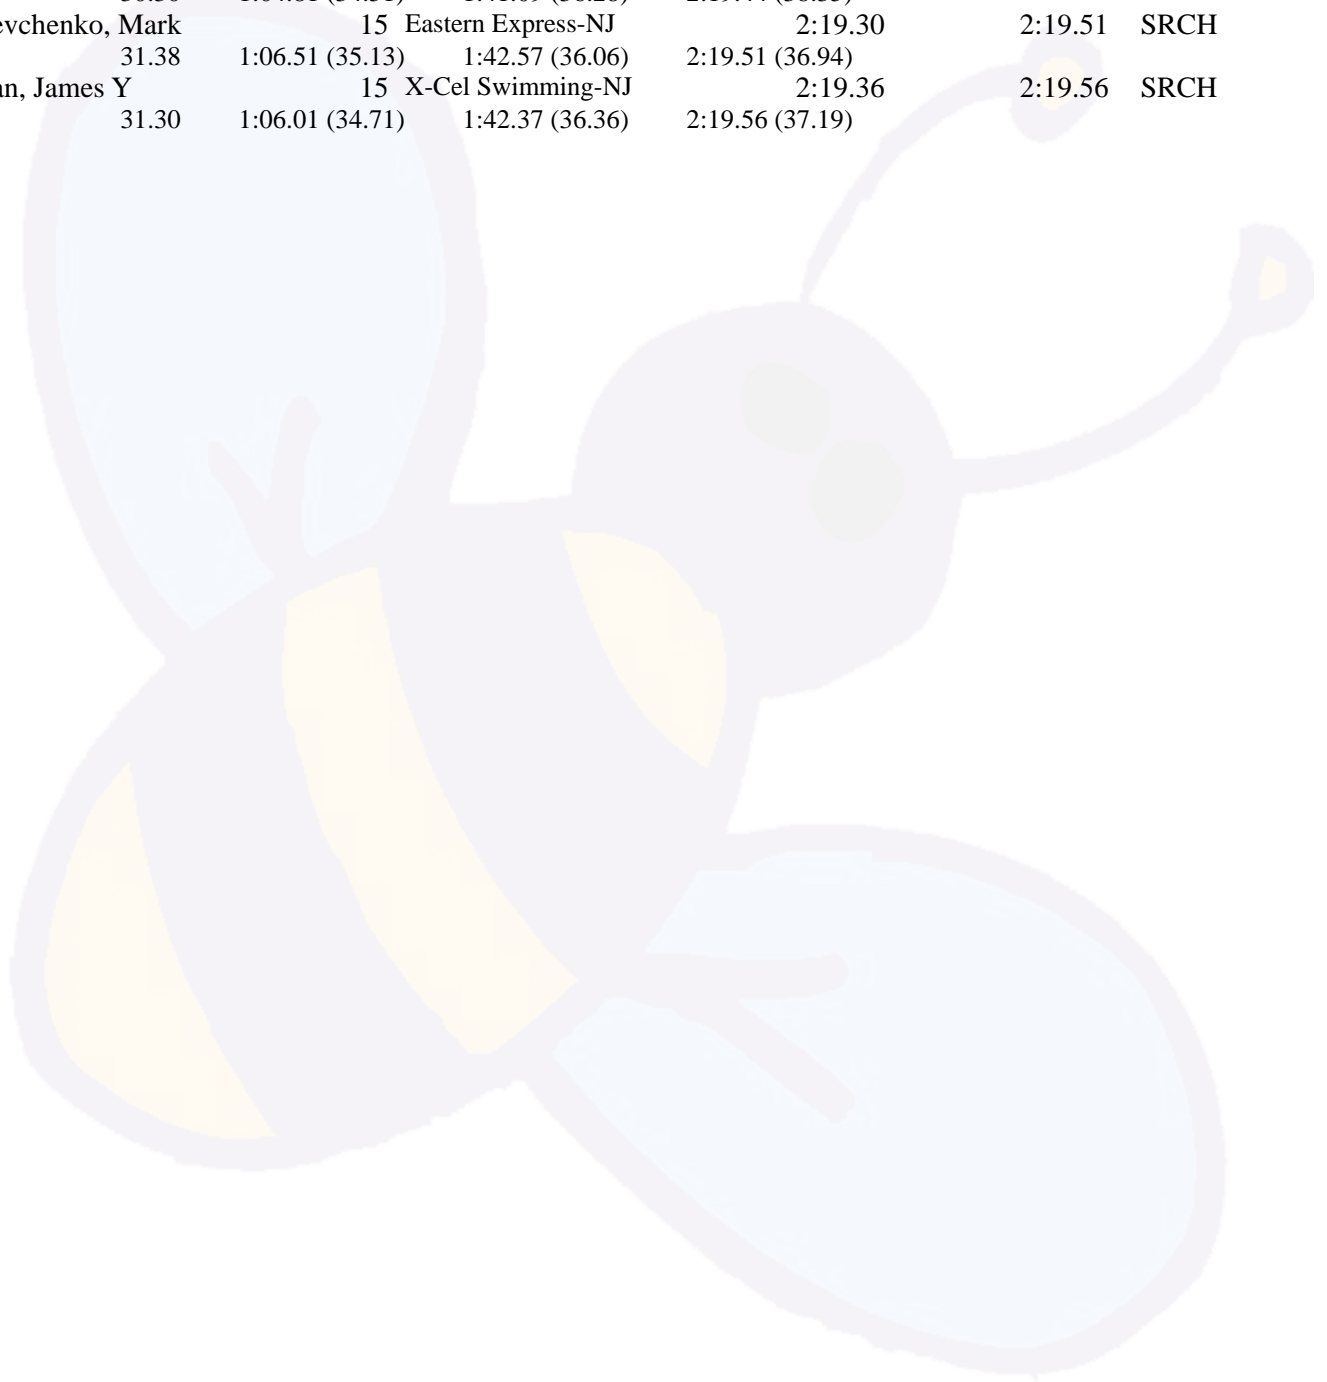 evchenko, Mark 15 Eastern Express-NJ 2:19.30 2:19.51 SRCH
31.38 1:06.51 (35.13) 1:42.57 (36.06) 2:19.51 (36.94)
an, James Y 15 X-Cel Swimming-NJ 2:19.36 2:19.56 SRCH
31.30 1:06.01 (34.71) 1:42.37 (36.36) 2:19.56 (37.19)